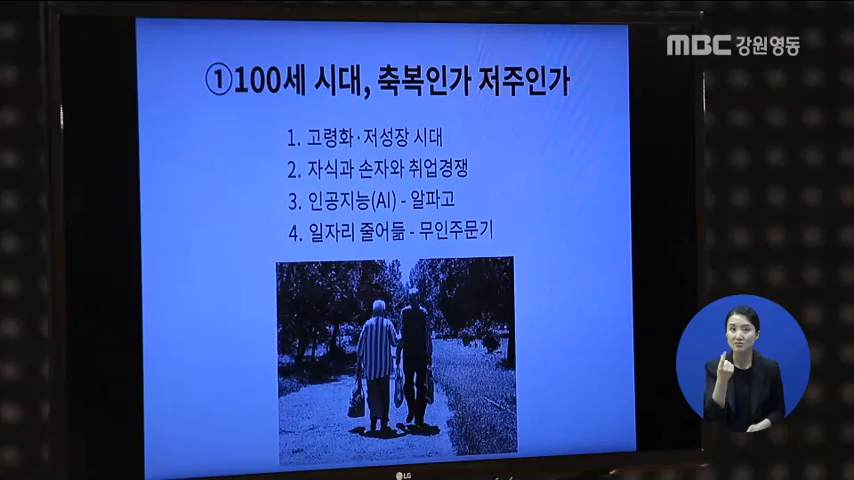 MBC 강원영동
①100세 시대, 축복인가 저주인가
1. 고령화·저성장 시대
2. 자식과 손자와 취업경쟁
3. 인공지능(AI) - 알파고
4. 일자리 줄어듦 - 무인주문기
LG